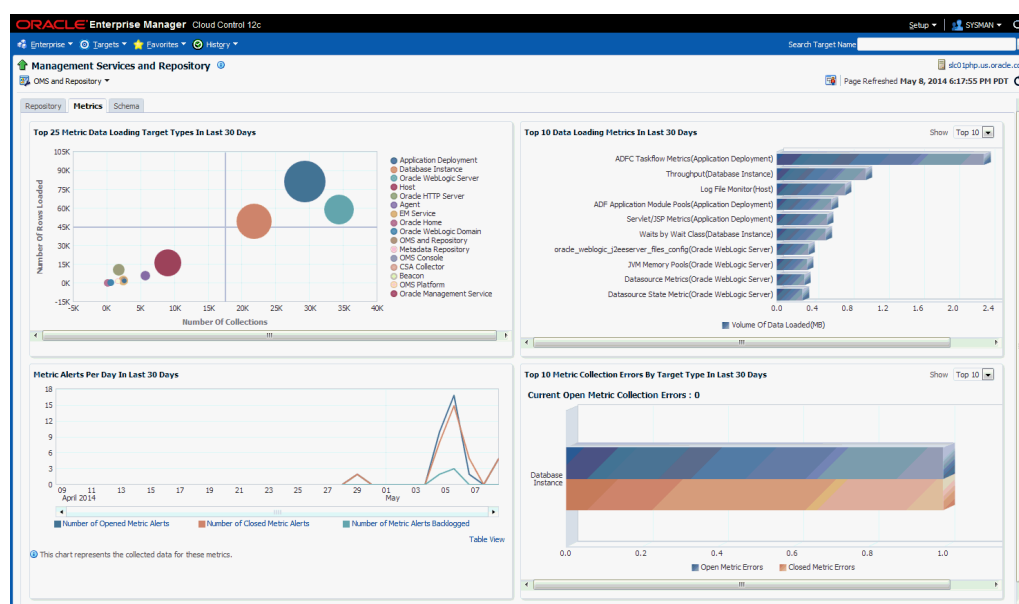 ORACLE Enterprise Manager Cloud Control 12c
Setup
SYSMAN
Enterprise
Targets
Favorites
History
Search Target Name
Management Services and Repository
OMS and Repository
slc01php.us.oracle.co
Page Refreshed May 8, 2014 6:17:55 PM PDT
Repository
Metrics
Schema
Top 25 Metric Data Loading Target Types In Last 30 Days
Number Of Rows Loaded
105K
90K
75K
60K
45K
30K
15K
0K
-15K
-5K 0K 5K 10K 15K 20K 25K 30K 35K 40K
Number Of Collections
Application Deployment
Database Instance
Oracle WebLogic Server
Host
Oracle HTTP Server
Agent
EM Service
Oracle Home
Oracle WebLogic Domain
OMS and Repository
Metadata Repository
OMS Console
CSA Collector
Beacon
OMS Platform
Oracle Management Service
Top 10 Data Loading Metrics In Last 30 Days
Show Top 10
ADFC Taskflow Metrics(Application Deployment)
Throughput(Database Instance)
Log File Monitor(Host)
ADF Application Module Pools(Application Deployment)
Servlet/JSP Metrics(Application Deployment)
Waits by Wait Class(Database Instance)
oracle_weblogic_j2eeserver_files_config(Oracle WebLogic Server)
JVM Memory Pools(Oracle WebLogic Server)
Datasource Metrics(Oracle WebLogic Server)
Datasource State Metric(Oracle WebLogic Server)
0.0 0.4 0.8 1.2 1.6 2.0 2.4
Volume Of Data Loaded(MB)
Metric Alerts Per Day In Last 30 Days
18
15
12
9
6
3
0
09 11 13 15 17 19 21 23 25 27 29 01 03 05 07
April 2014 May
Number of Opened Metric Alerts
Number of Closed Metric Alerts
Number of Metric Alerts Backlogged
Table View
This chart represents the collected data for these metrics.
Top 10 Metric Collection Errors By Target Type In Last 30 Days
Show Top 10
Current Open Metric Collection Errors : 0
Database
Instance
0.0 0.2 0.4 0.6 0.8 1.0
Open Metric Errors
Closed Metric Errors